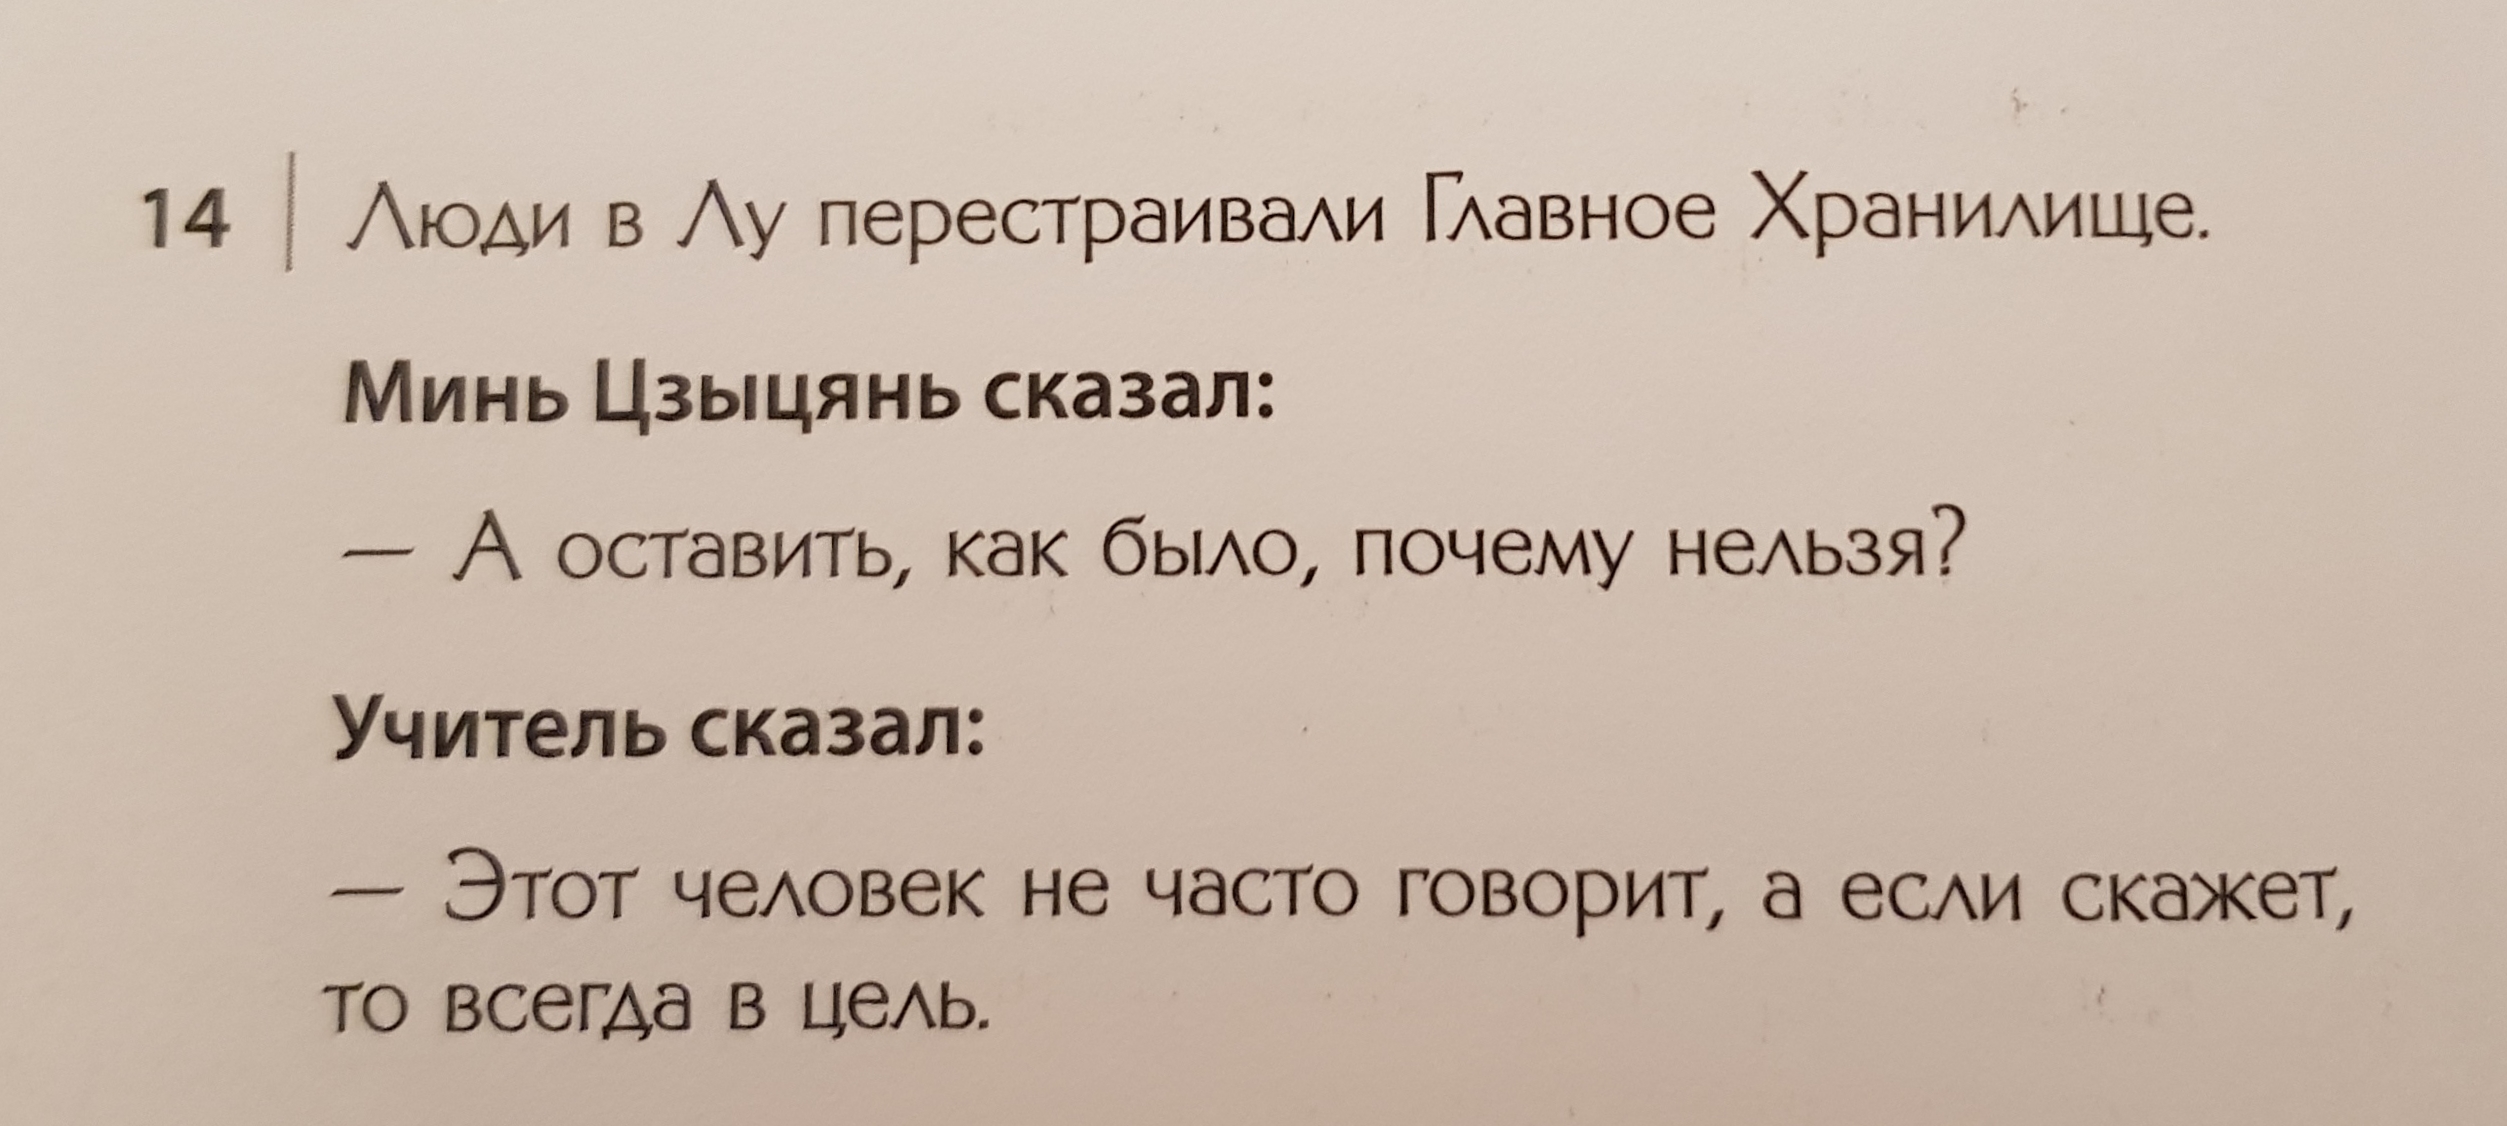 14 Люди в Лу перестраивали Главное Хранилище.
Минь Цзыцянь сказал:
— А оставить, как было, почему нельзя?
Учитель сказал:
— Этот человек не часто говорит, а если скажет,
то всегда в цель.